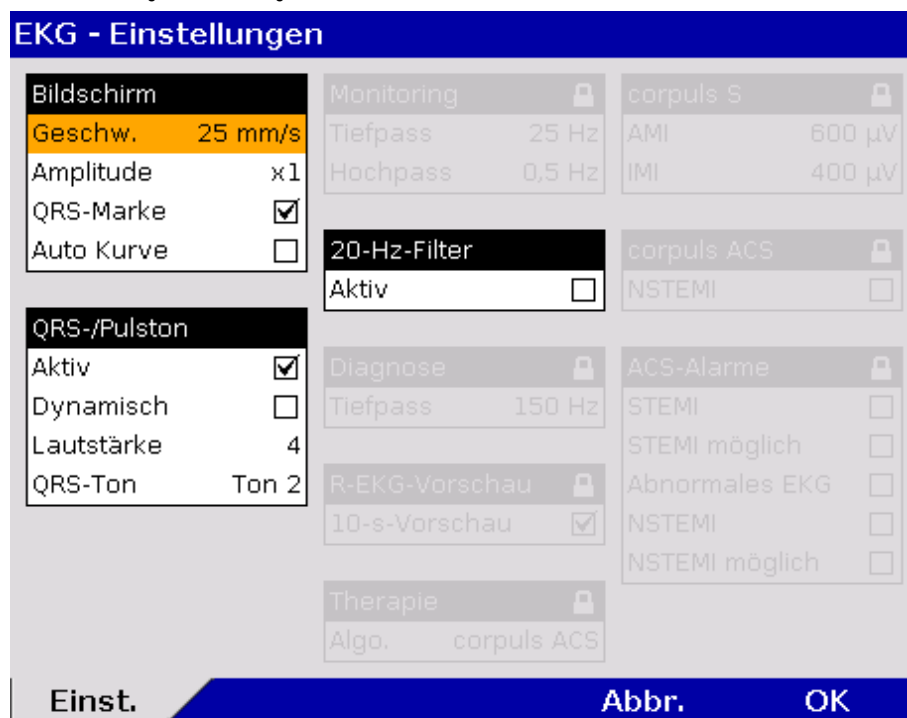 EKG - Einstellungen
Bildschirm
Geschw. 25 mm/s
Amplitude x1
QRS-Marke
Auto Kurve
QRS-/Pulston
Aktiv
Dynamisch
Lautstärke 4
QRS-Ton Ton 2
Monitoring
Tiefpass 25 Hz
Hochpass 0,5 Hz
20-Hz-Filter
Aktiv
Diagnose
Tiefpass 150 Hz
R-EKG-Vorschau
10-s-Vorschau
Therapie
Algo. corpuls ACS
corpuls S
AMI 600 µV
IMI 400 µV
corpuls ACS
NSTEMI
ACS-Alarme
STEMI
STEMI möglich
Abnormales EKG
NSTEMI
NSTEMI möglich
Einst. Abbr. OK